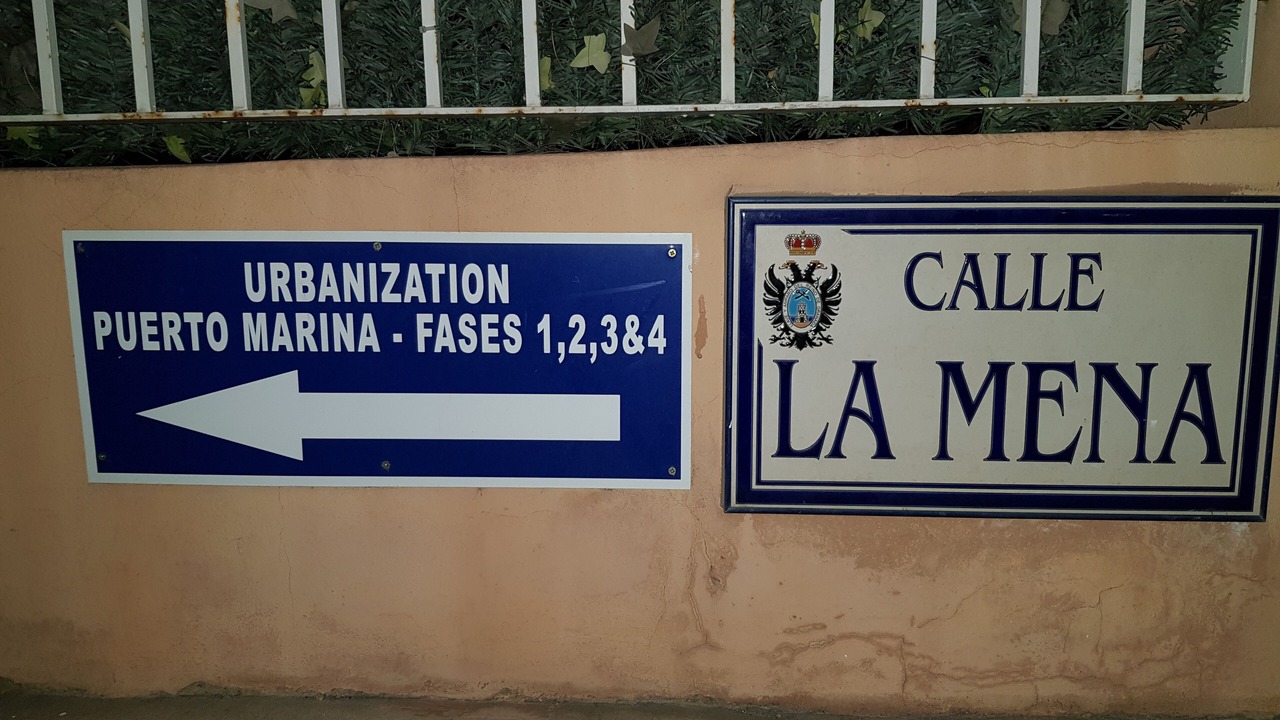 URBANIZATION
PUERTO MARINA - FASES 1,2,3&4
CALLE
LA MENA